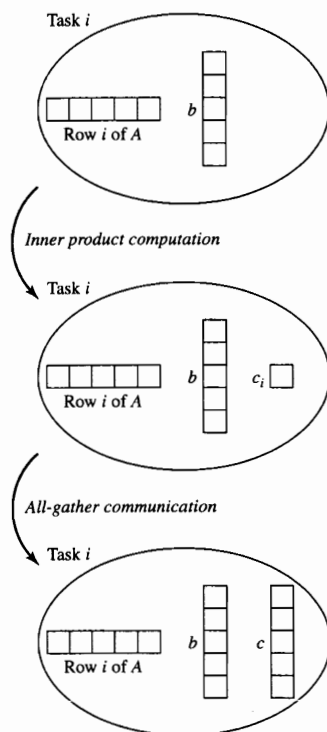 Task i
b
Row i of A
Inner product computation
Task i
b
c_i
Row i of A
All-gather communication
Task i
b
c
Row i of A